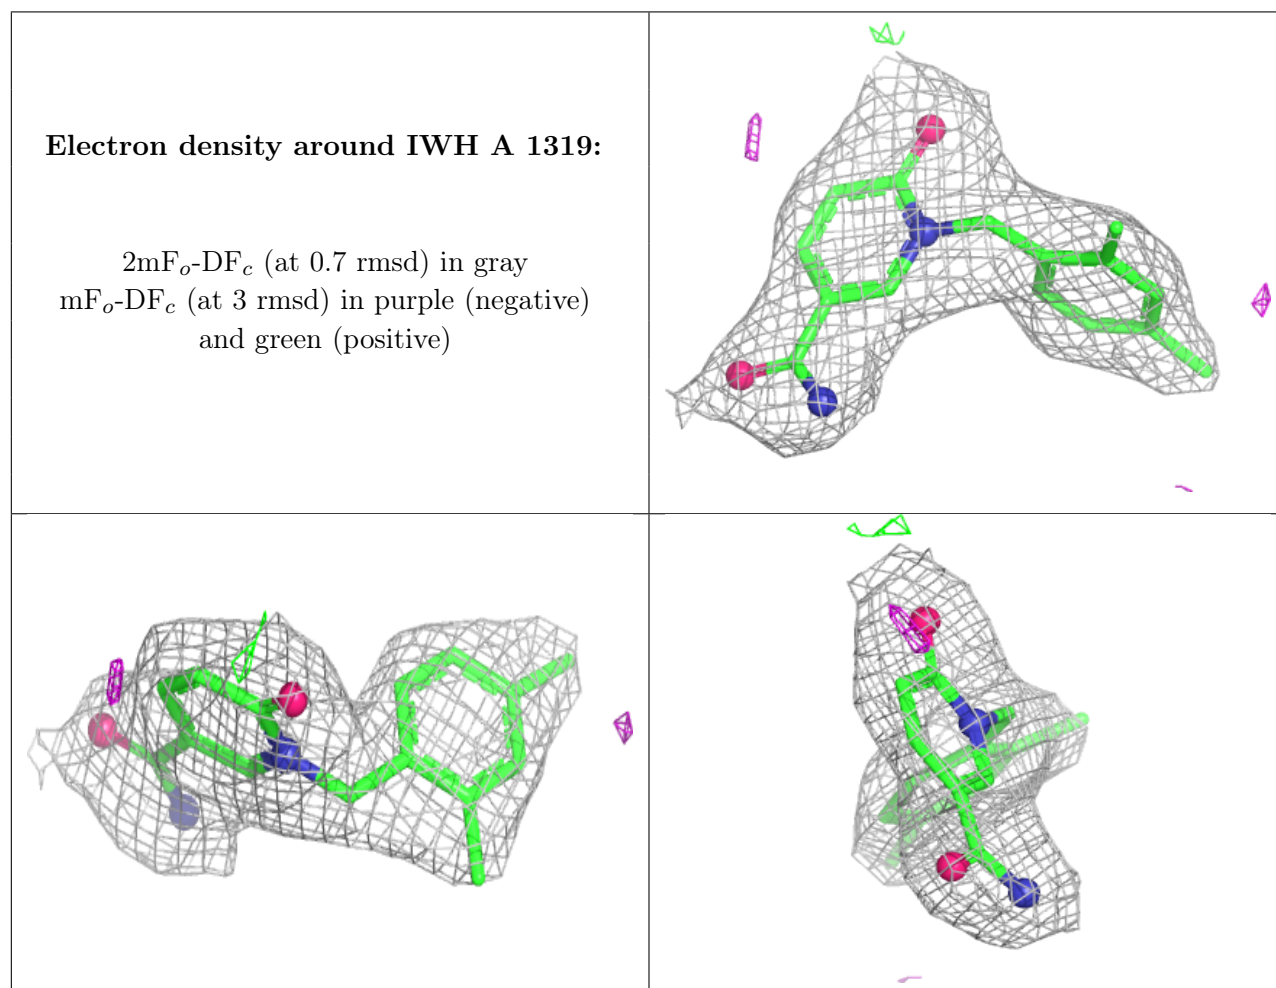 Electron density around IWH A 1319:
2mFₒ-DF𝒸 (at 0.7 rmsd) in gray
mFₒ-DF𝒸 (at 3 rmsd) in purple (negative)
and green (positive)